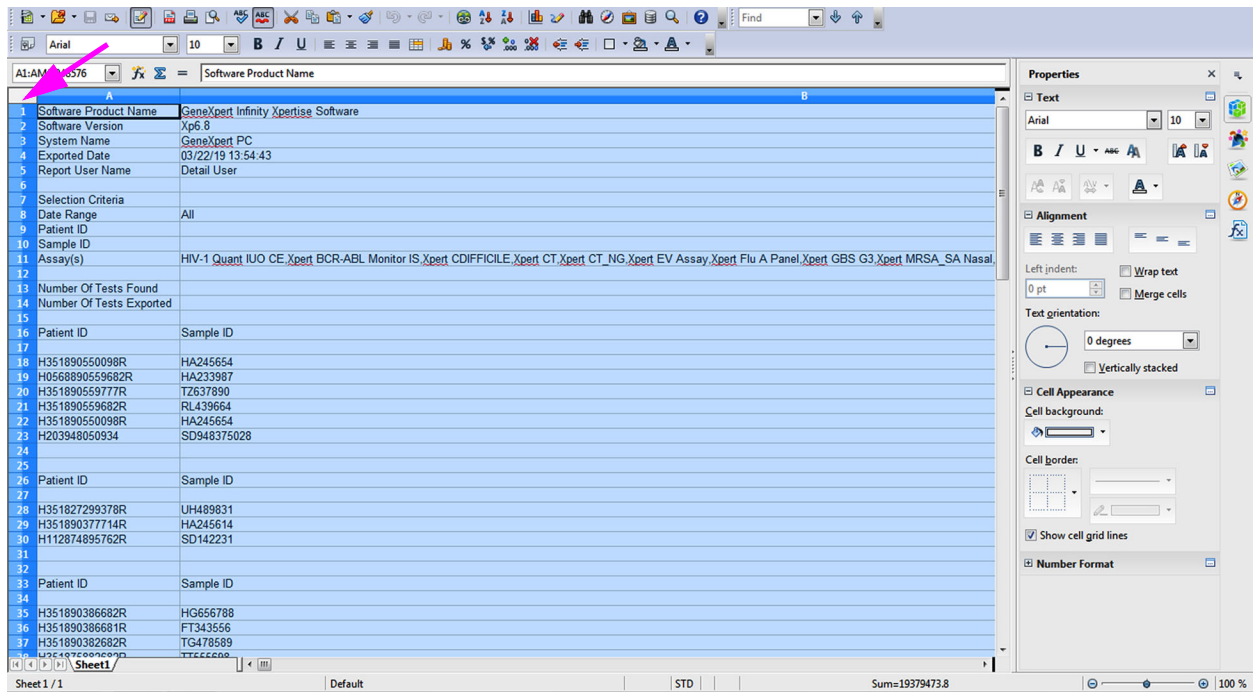 Find
Arial 10 B I U % ABC
A1:AM1048576 = Software Product Name
A B
1 Software Product Name GeneXpert Infinity Xpertise Software
2 Software Version Xp6.8
3 System Name GeneXpert PC
4 Exported Date 03/22/19 13:54:43
5 Report User Name Detail User
6
7 Selection Criteria
8 Date Range All
9 Patient ID
10 Sample ID
11 Assay(s) HIV-1 Quant IUO CE,Xpert BCR-ABL Monitor IS,Xpert CDIFFICILE,Xpert CT,Xpert CT_NG,Xpert EV Assay,Xpert Flu A Panel,Xpert GBS G3,Xpert MRSA_SA Nasal,
12
13 Number Of Tests Found
14 Number Of Tests Exported
15
16 Patient ID Sample ID
17
18 H351890550098R HA245654
19 H0568890559682R HA233987
20 H351890559777R TZ637890
21 H351890559682R RL439664
22 H351890550098R HA245654
23 H203948050934 SD948375028
24
25
26 Patient ID Sample ID
27
28 H351827299378R UH489831
29 H351890377714R HA245614
30 H112874895762R SD142231
31
32
33 Patient ID Sample ID
34
35 H351890386682R HG656788
36 H351890386681R FT343556
37 H351890382682R TG478589
Sheet1
Sheet 1 / 1 Default STD Sum=19379473.8 100 %
Properties
Text
Arial 10
B I U ABC
Alignment
Left indent:
Wrap text
0 pt
Merge cells
Text orientation:
0 degrees
Vertically stacked
Cell Appearance
Cell background:
Cell border:
Show cell grid lines
Number Format